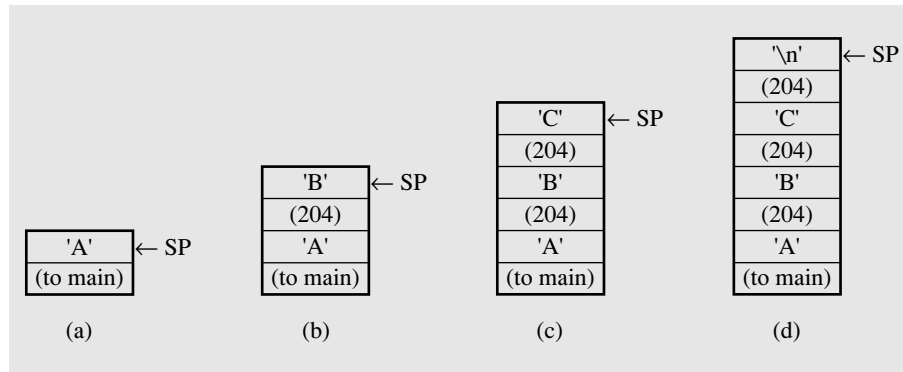 'A'
← SP
(to main)
(a)
'B'
← SP
(204)
'A'
(to main)
(b)
'C'
← SP
(204)
'B'
(204)
'A'
(to main)
(c)
'\n'
← SP
(204)
'C'
(204)
'B'
(204)
'A'
(to main)
(d)